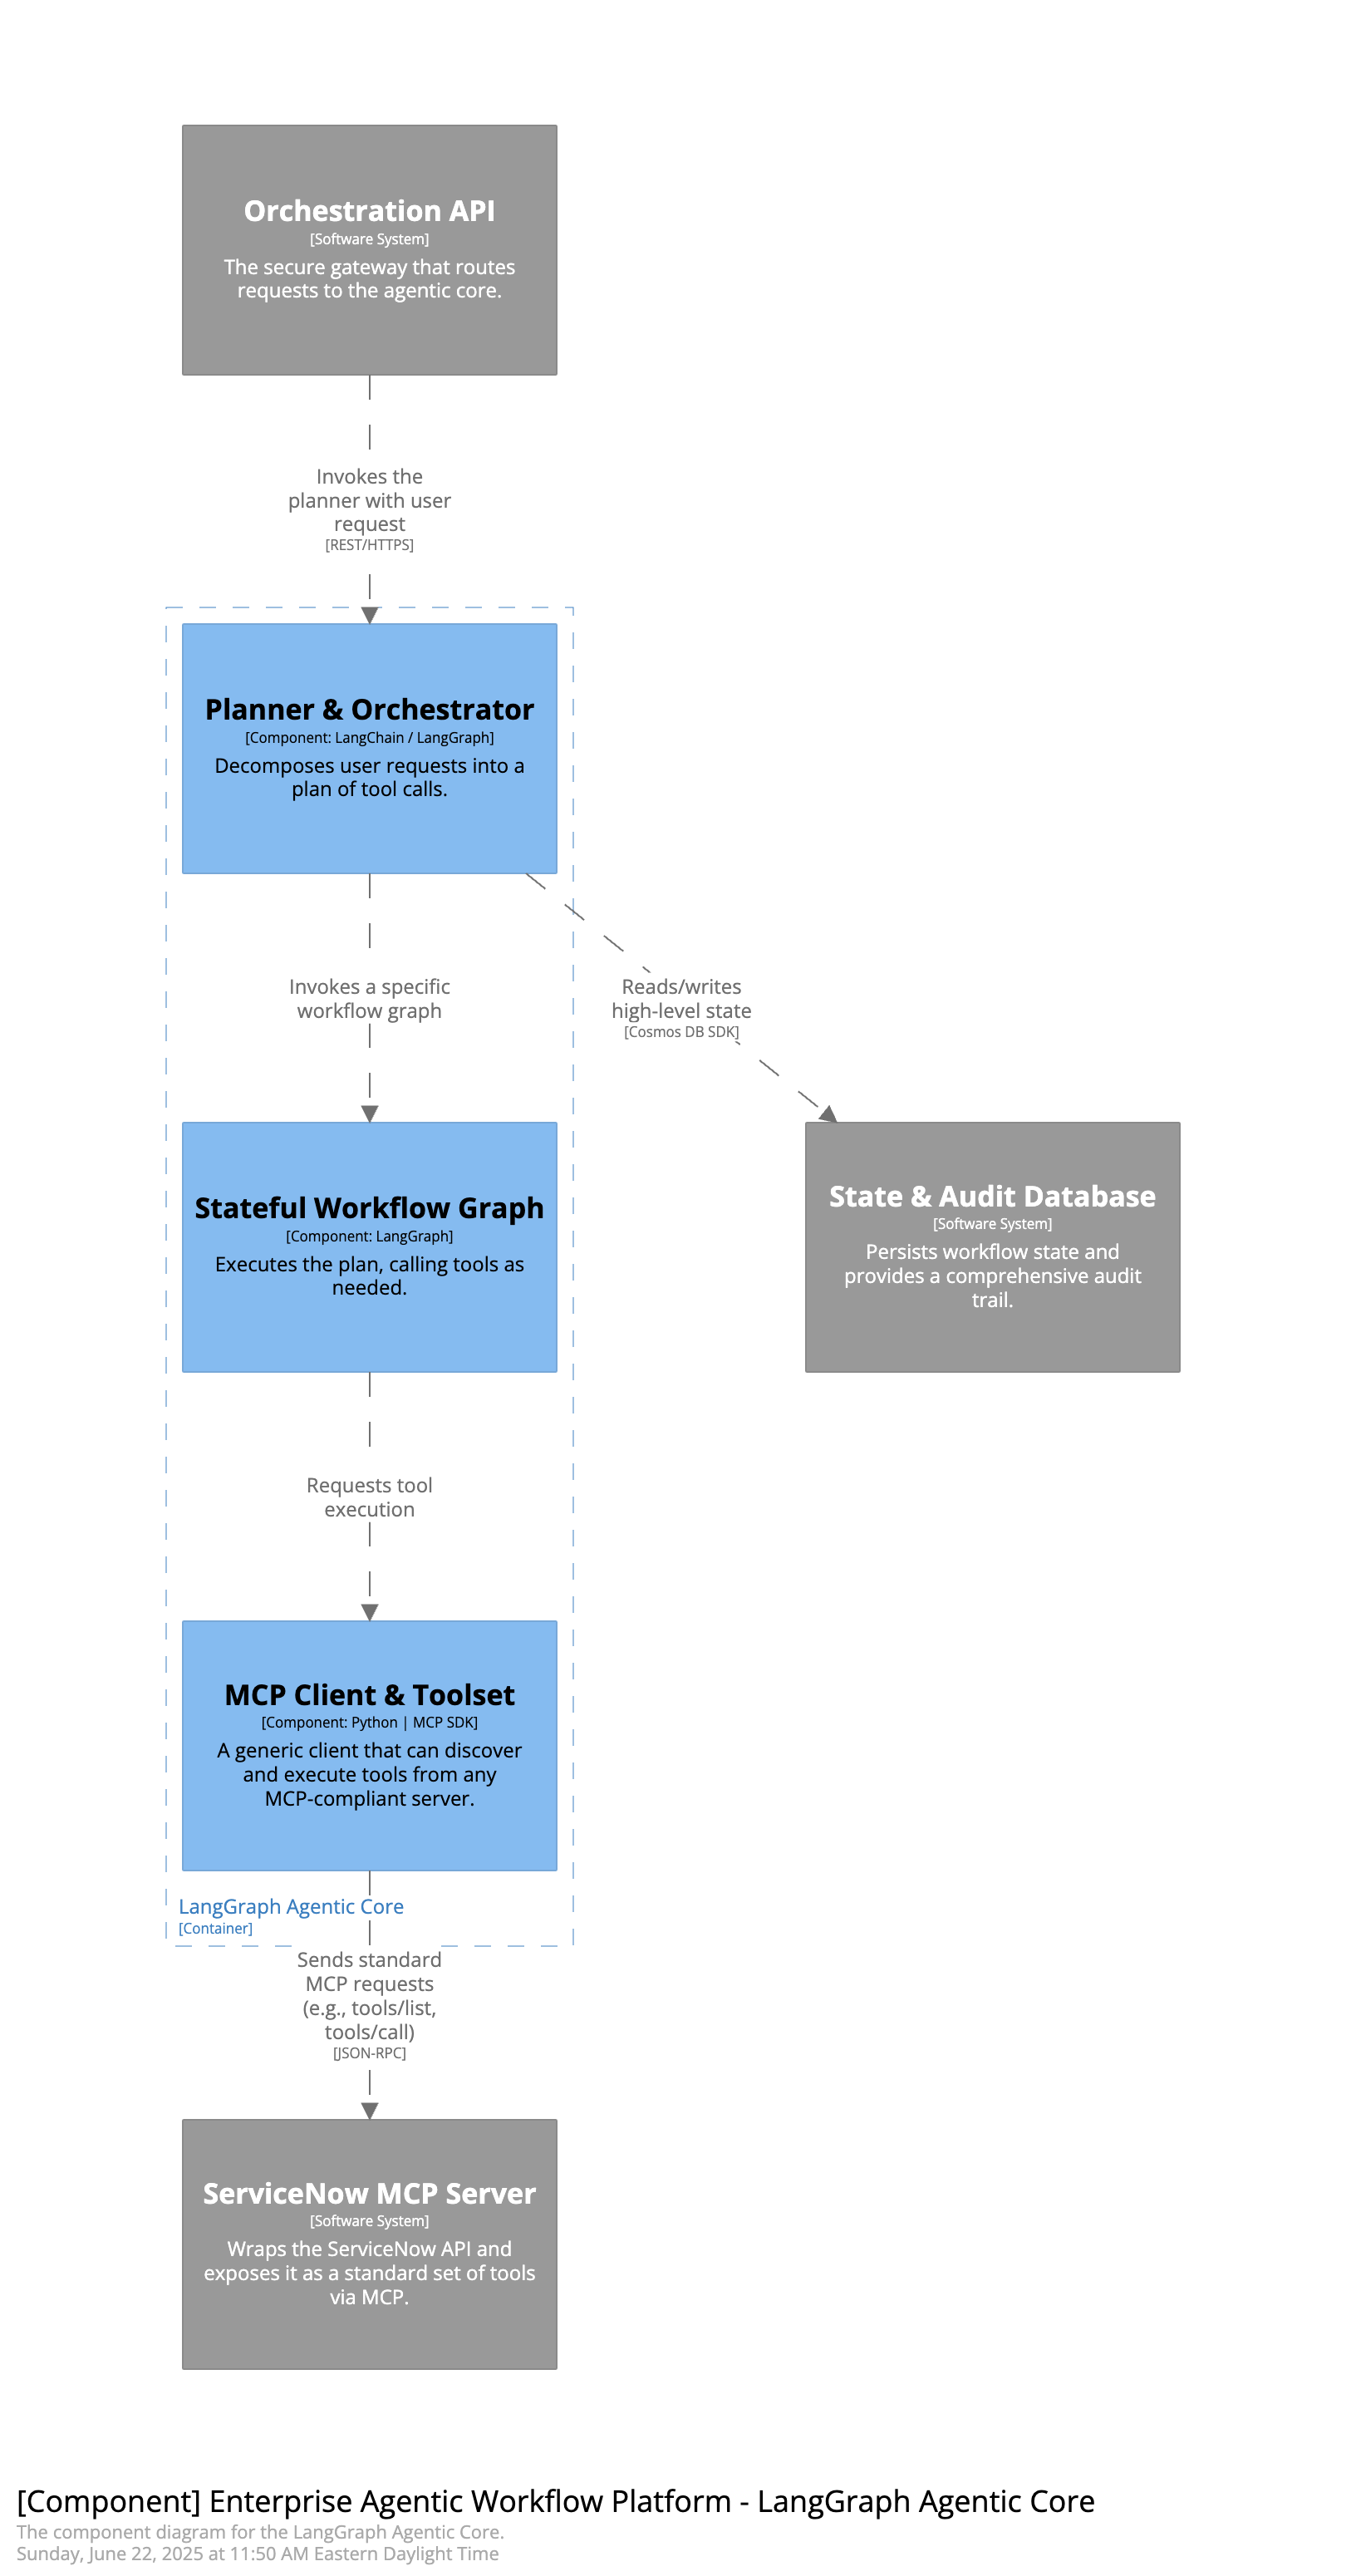 Orchestration API
[Software System]
The secure gateway that routes
requests to the agentic core.
Invokes the
planner with user
request
[REST/HTTPS]
Planner & Orchestrator
[Component: LangChain / LangGraph]
Decomposes user requests into a
plan of tool calls.
Invokes a specific
workflow graph
Reads/writes
high-level state
[Cosmos DB SDK]
Stateful Workflow Graph
[Component: LangGraph]
Executes the plan, calling tools as
needed.
State & Audit Database
[Software System]
Persists workflow state and
provides a comprehensive audit
trail.
Requests tool
execution
MCP Client & Toolset
[Component: Python | MCP SDK]
A generic client that can discover
and execute tools from any
MCP-compliant server.
LangGraph Agentic Core
[Container]
Sends standard
MCP requests
(e.g., tools/list,
tools/call)
[JSON-RPC]
ServiceNow MCP Server
[Software System]
Wraps the ServiceNow API and
exposes it as a standard set of tools
via MCP.
[Component] Enterprise Agentic Workflow Platform - LangGraph Agentic Core
The component diagram for the LangGraph Agentic Core.
Sunday, June 22, 2025 at 11:50 AM Eastern Daylight Time